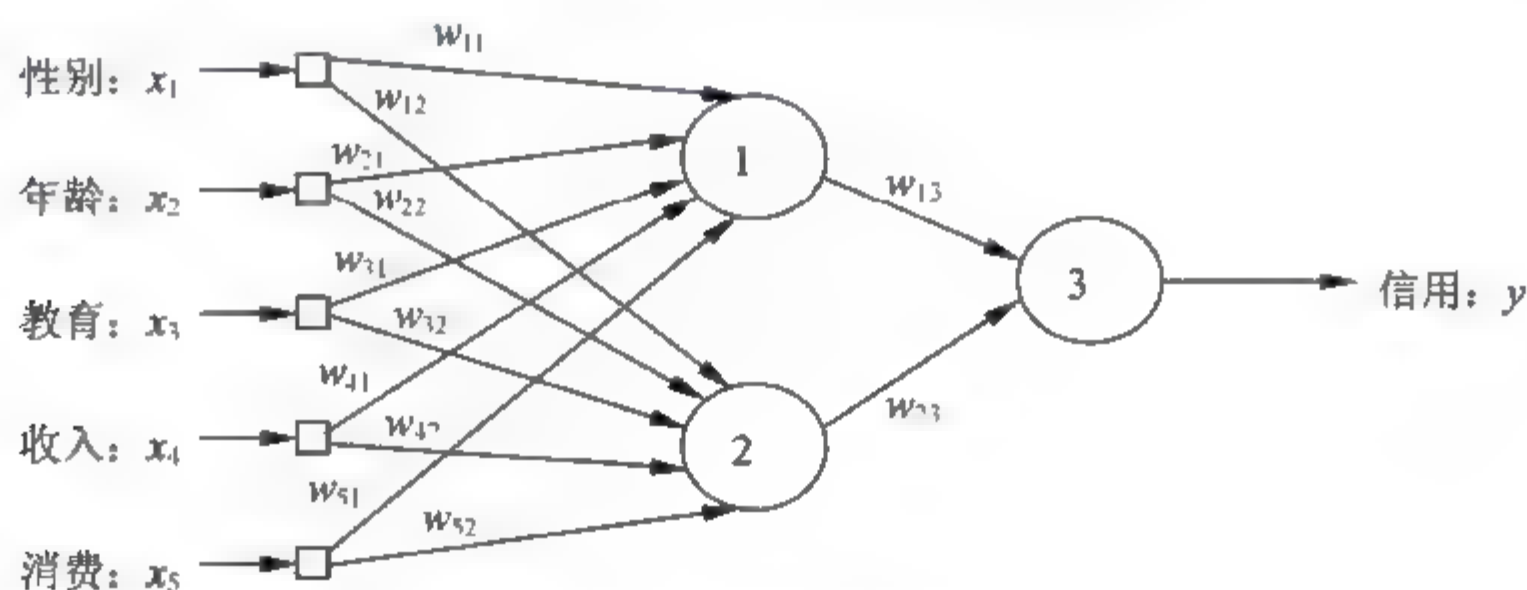 w₁₁
性别：x₁
w₁₂
w₂₁
1
年龄：x₂
w₂₂
w₁₃
w₃₁
教育：x₃
w₃₂
3
信用：y
w₄₁
收入：x₄
w₄₂
w₂₃
2
w₅₁
w₅₂
消费：x₅